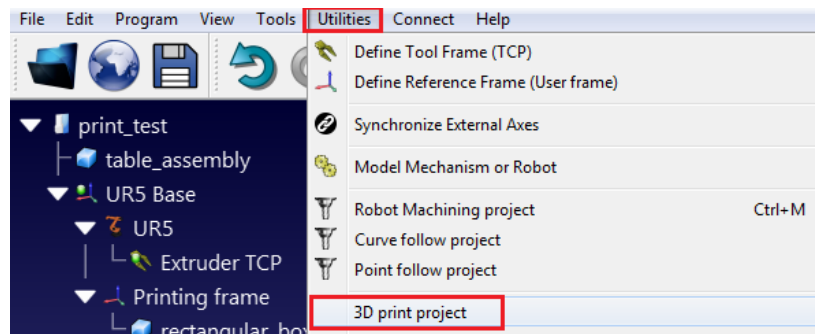 File Edit Program View Tools Utilities Connect Help
Define Tool Frame (TCP)
Define Reference Frame (User frame)
Synchronize External Axes
Model Mechanism or Robot
Robot Machining project Ctrl+M
Curve follow project
Point follow project
3D print project
print_test
table_assembly
UR5 Base
UR5
Extruder TCP
Printing frame
rectangular_box